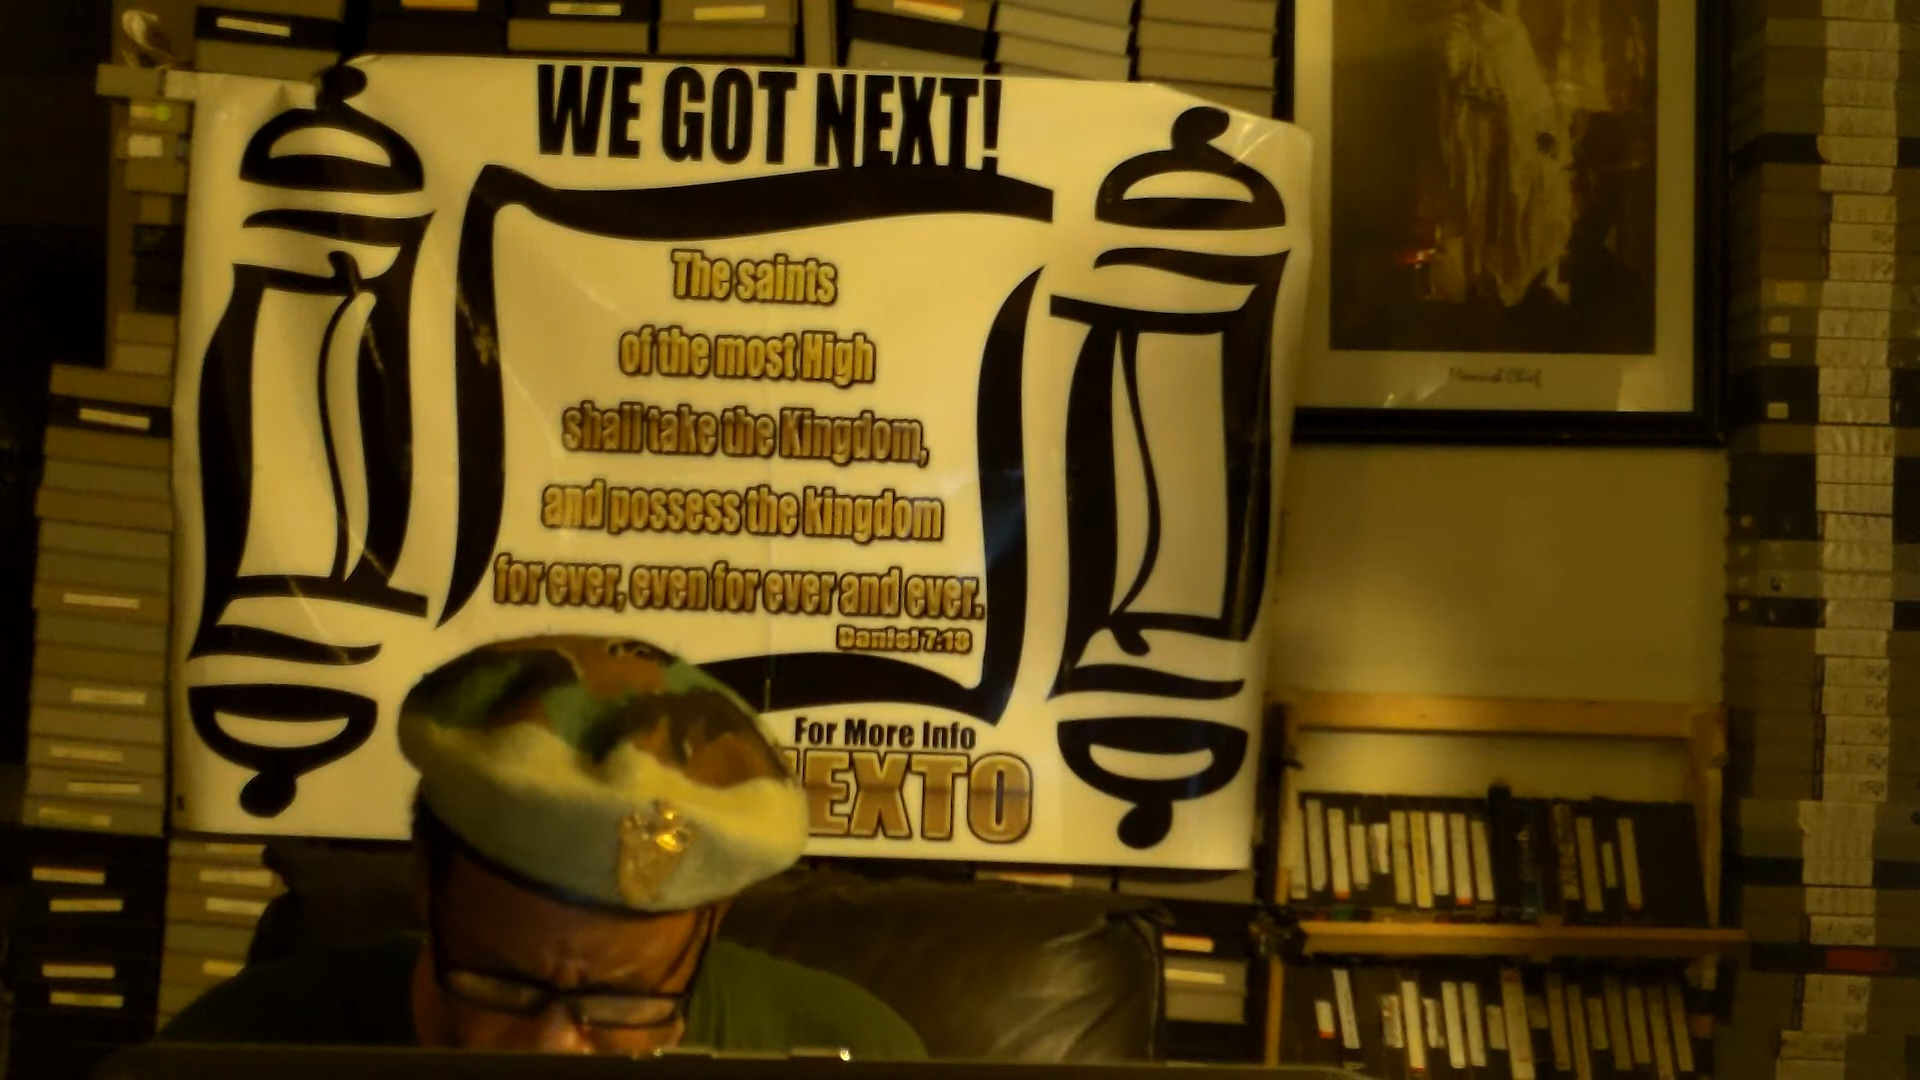 WE GOT NEXT!
The saints
of the most High
shall take the Kingdom,
and possess the kingdom
for ever, even for ever and ever.
Daniel 7:18
For More Info
EXTO